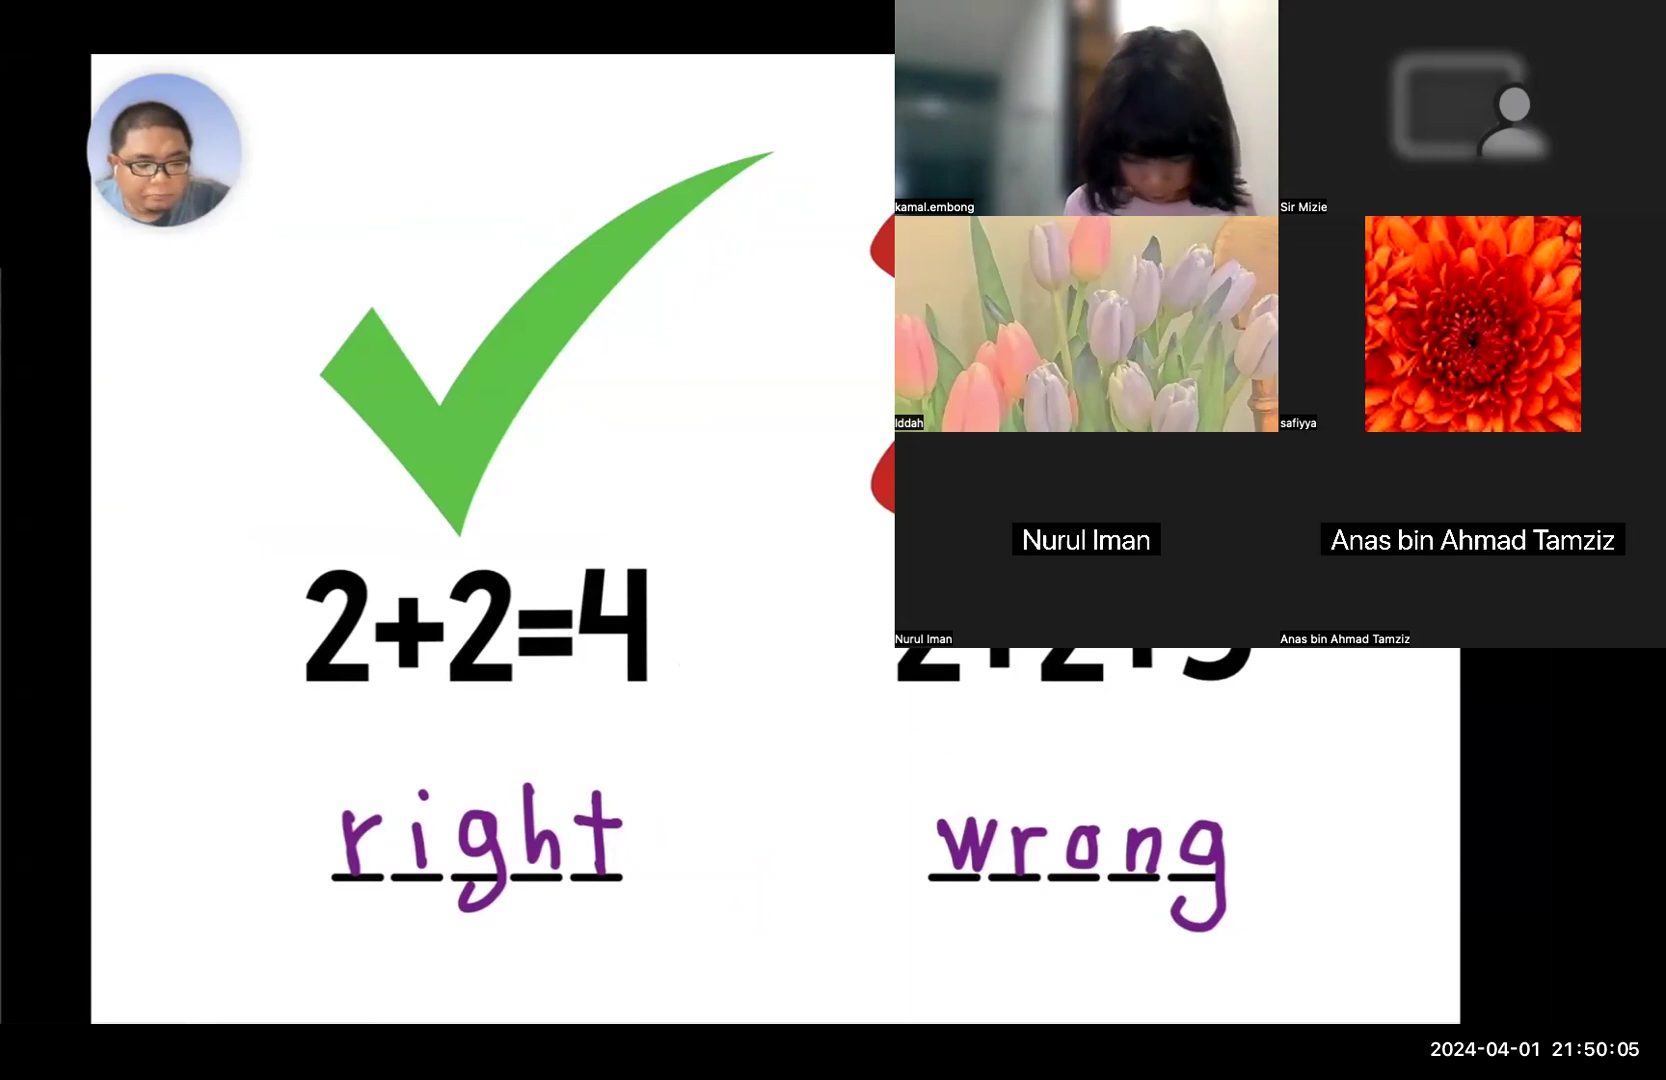 kamal.embong
Sir Mizie
Iddah
safiyya
Nurul Iman
Anas bin Ahmad Tamziz
Nurul Iman
Anas bin Ahmad Tamziz
2+2=4
right
wrong
2024-04-01 21:50:05